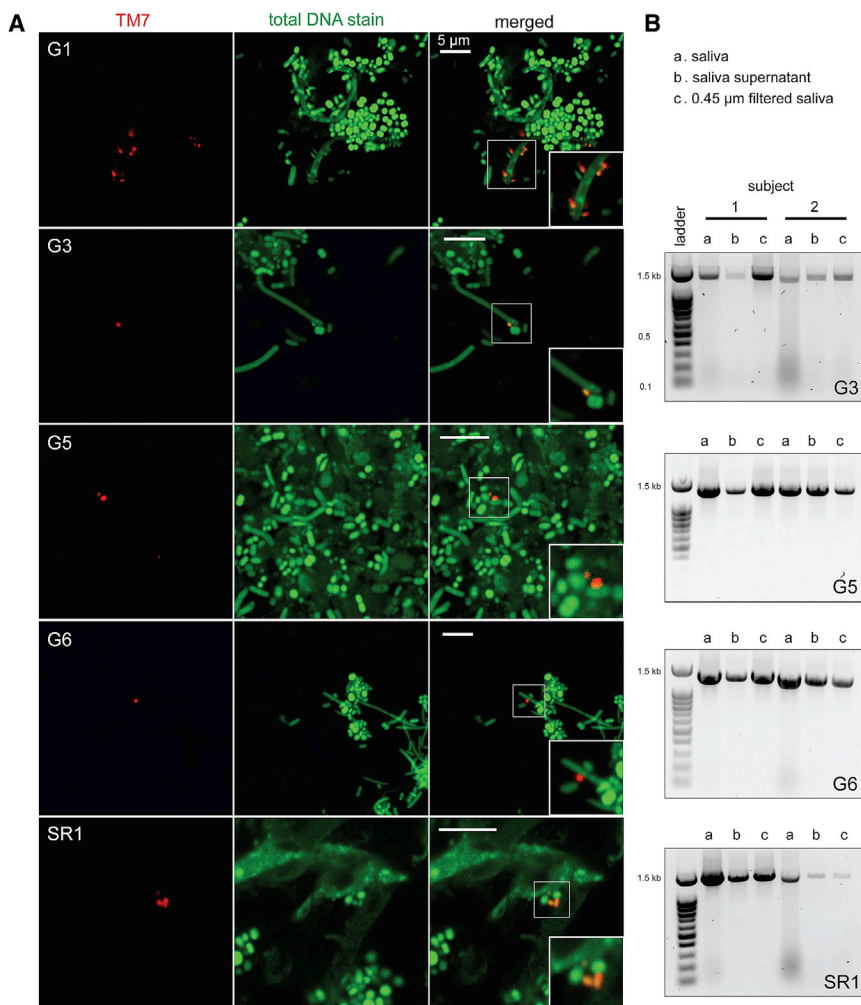 A
TM7
total DNA stain
merged
G1
5 µm
G3
G5
G6
SR1
B
a. saliva
b. saliva supernatant
c. 0.45 µm filtered saliva
subject
1
2
ladder
a b c a b c
1.5 kb
0.5
0.1
G3
a b c a b c
1.5 kb
G5
a b c a b c
1.5 kb
G6
a b c a b c
1.5 kb
SR1